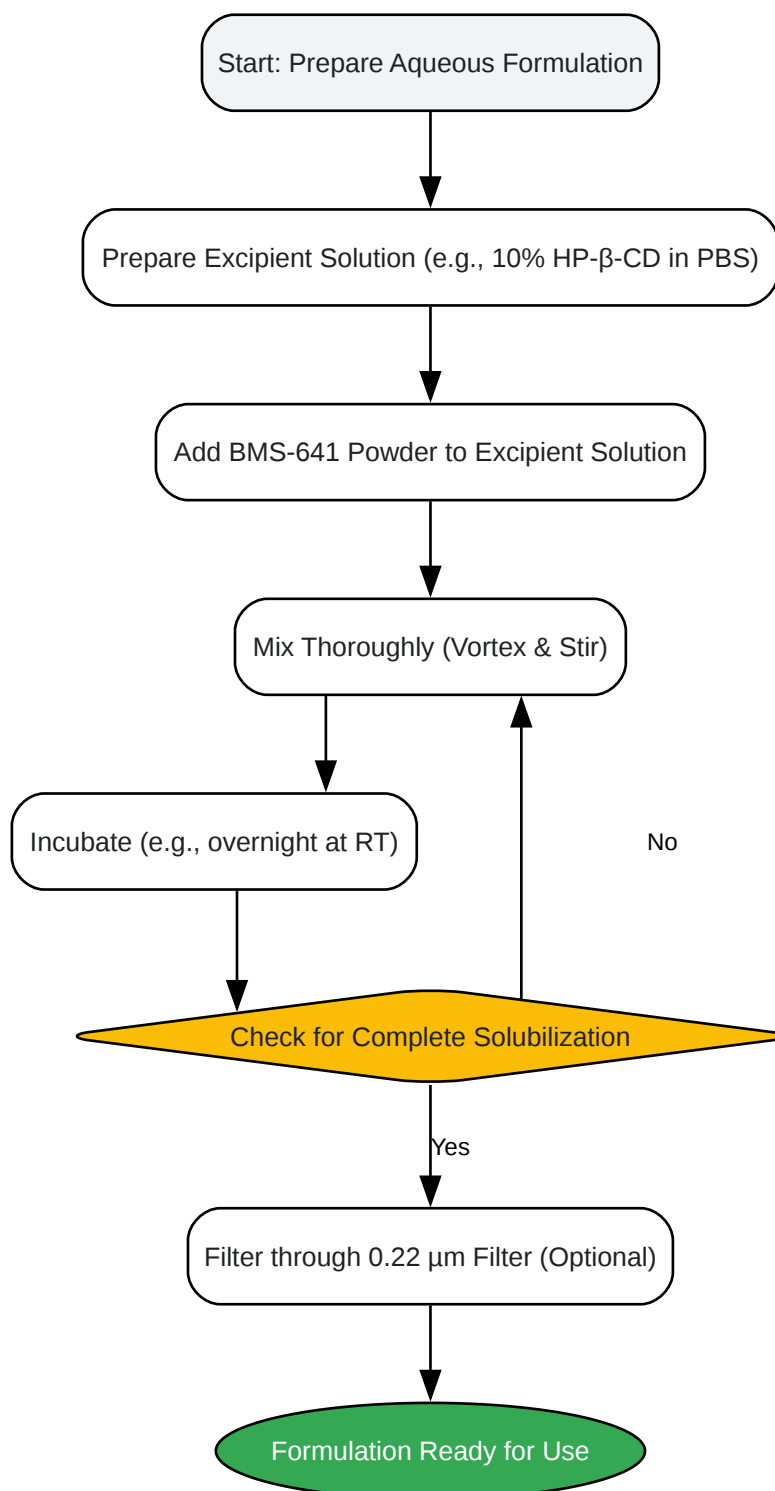 Start: Prepare Aqueous Formulation
Prepare Excipient Solution (e.g., 10% HP-β-CD in PBS)
Add BMS-641 Powder to Excipient Solution
Mix Thoroughly (Vortex & Stir)
Incubate (e.g., overnight at RT)
No
Check for Complete Solubilization
Yes
Filter through 0.22 µm Filter (Optional)
Formulation Ready for Use